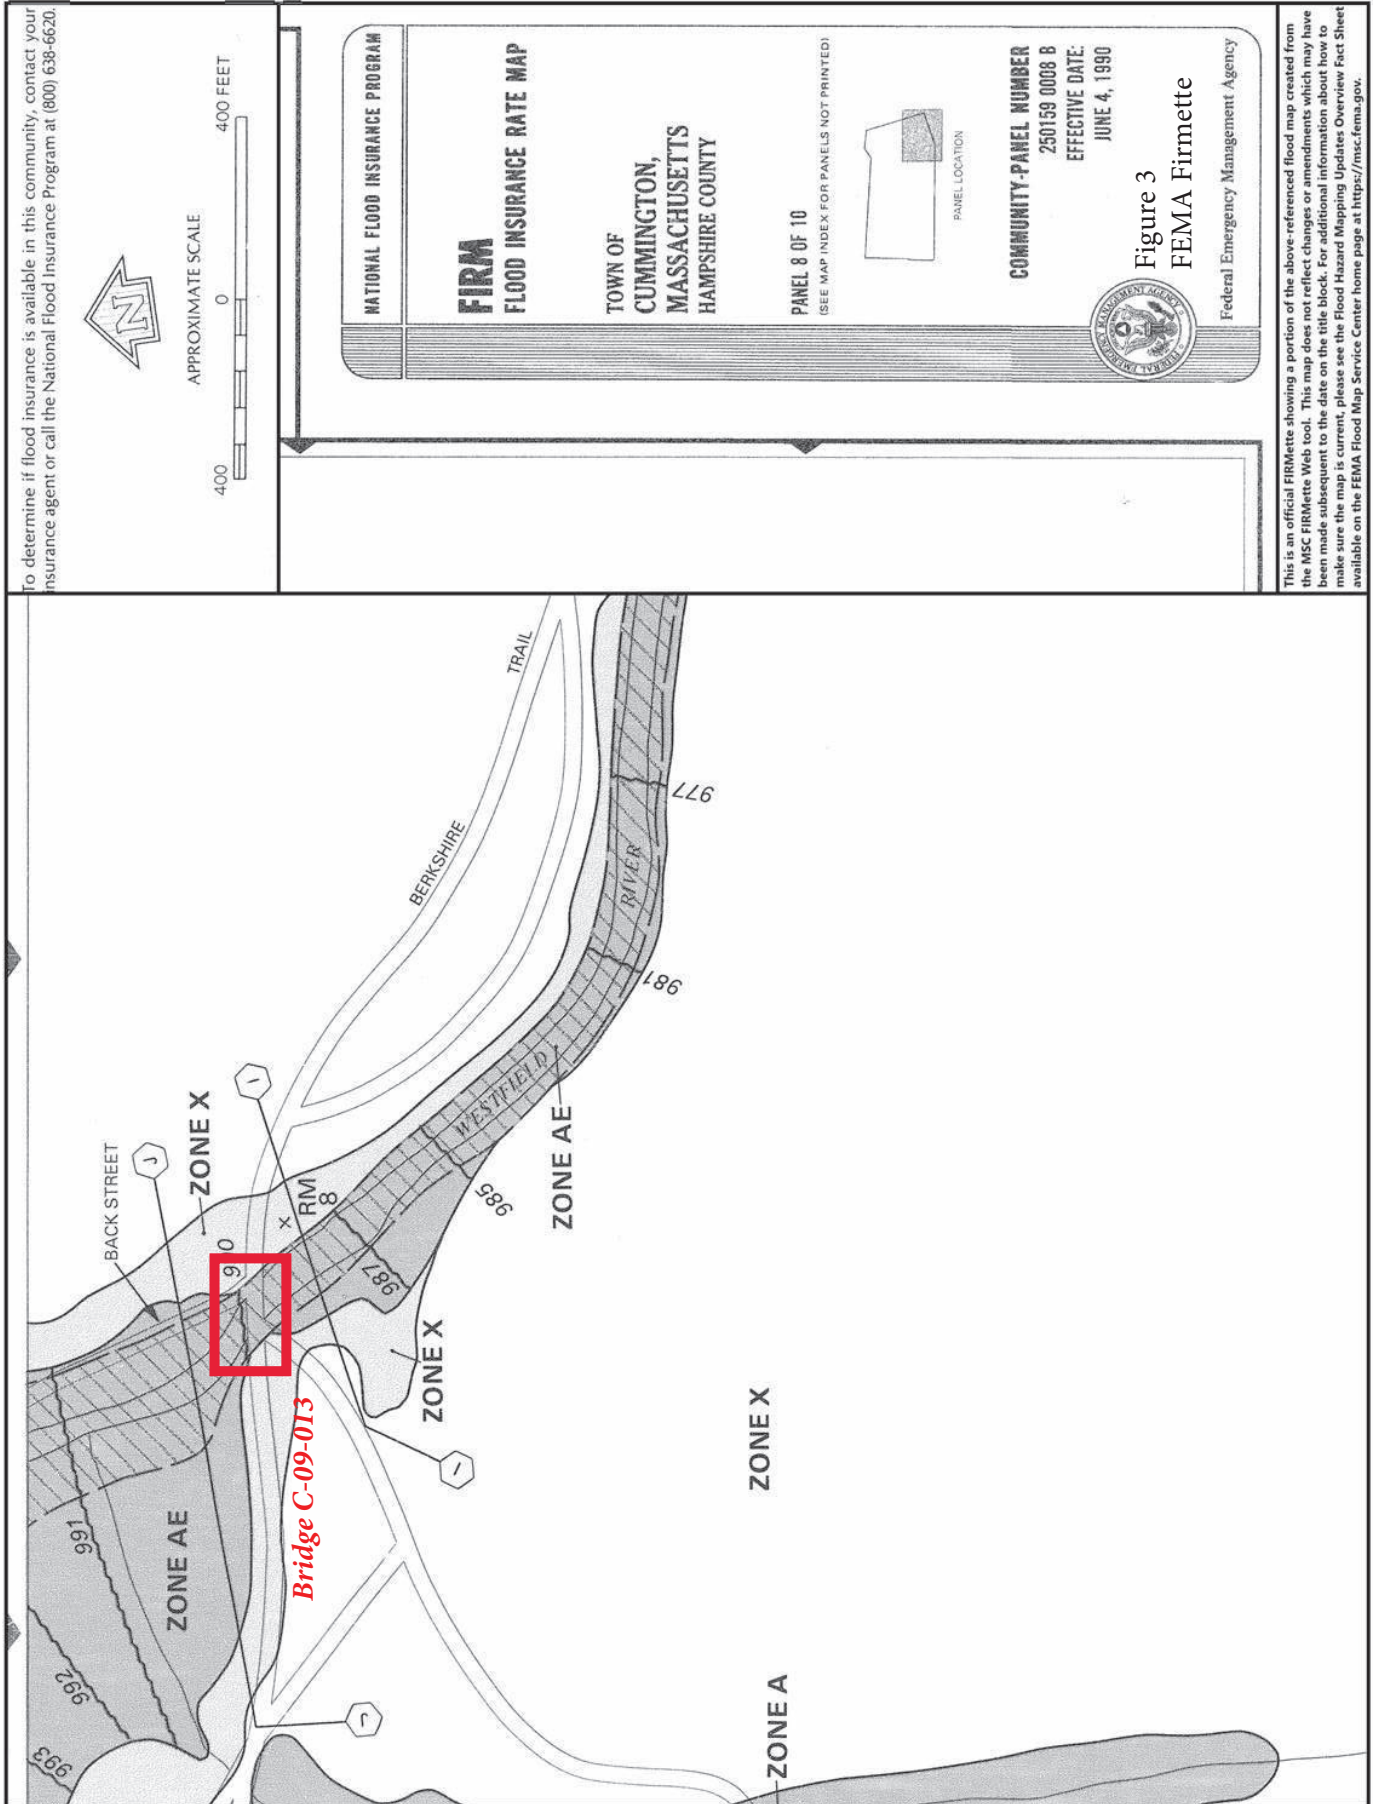 To determine if flood insurance is available in this community, contact your
insurance agent or call the National Flood Insurance Program at (800) 638-6620.
N
APPROXIMATE SCALE
400 0 400 FEET
NATIONAL FLOOD INSURANCE PROGRAM
FIRM
FLOOD INSURANCE RATE MAP
TOWN OF
CUMMINGTON,
MASSACHUSETTS
HAMPSHIRE COUNTY
PANEL 8 OF 10
(SEE MAP INDEX FOR PANELS NOT PRINTED)
PANEL LOCATION
COMMUNITY-PANEL NUMBER
250159 0008 B
EFFECTIVE DATE:
JUNE 4, 1990
Figure 3
FEMA Firmette
FEDERAL EMERGENCY MANAGEMENT AGENCY
Federal Emergency Management Agency
This is an official FIRMette showing a portion of the above-referenced flood map created from
the MSC FIRMette Web tool. This map does not reflect changes or amendments which may have
been made subsequent to the date on the title block. For additional information about how to
make sure the map is current, please see the Flood Hazard Mapping Updates Overview Fact Sheet
available on the FEMA Flood Map Service Center home page at https://msc.fema.gov.
993
992
991
ZONE AE
BACK STREET
J
ZONE X
I
RM
8
987
985
ZONE AE
WESTFIELD
RIVER
981
977
BERKSHIRE
TRAIL
Bridge C-09-013
ZONE X
I
J
ZONE X
ZONE A